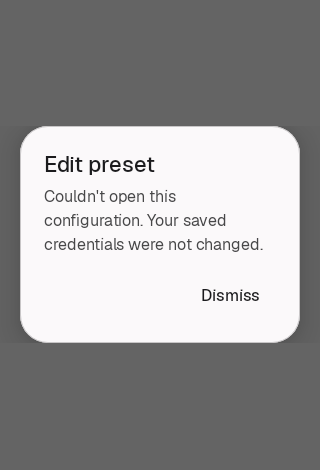 Edit preset
Couldn't open this
configuration. Your saved
credentials were not changed.
Dismiss